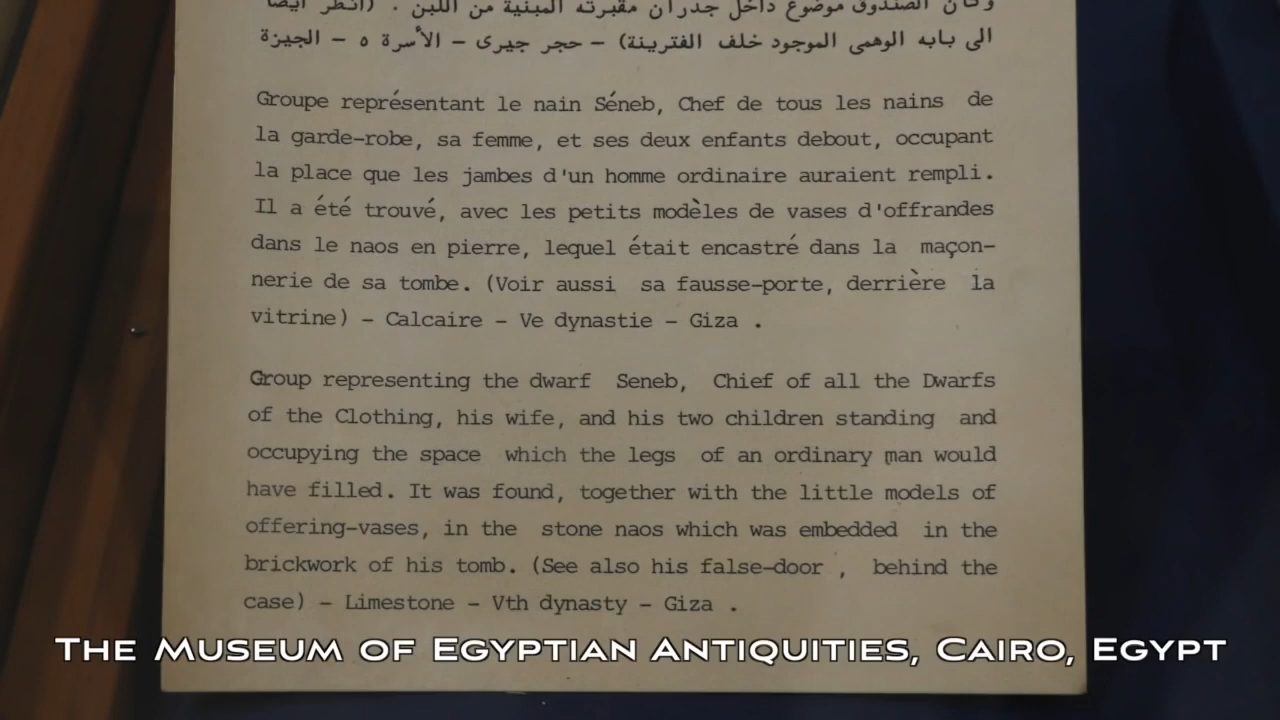 وكان الصندوق موضوع داخل جدران مقبرته المبنية من اللبن . (انظر أيضا
الى بابه الوهمى الموجود خلف الفترينة) – حجر جيرى – الأسرة ٥ – الجيزة
Groupe représentant le nain Séneb, Chef de tous les nains de
la garde-robe, sa femme, et ses deux enfants debout, occupant
la place que les jambes d'un homme ordinaire auraient rempli.
Il a été trouvé, avec les petits modèles de vases d'offrandes
dans le naos en pierre, lequel était encastré dans la maçon-
nerie de sa tombe. (Voir aussi sa fausse-porte, derrière la
vitrine) - Calcaire - Ve dynastie - Giza .
Group representing the dwarf Seneb, Chief of all the Dwarfs
of the Clothing, his wife, and his two children standing and
occupying the space which the legs of an ordinary man would
have filled. It was found, together with the little models of
offering-vases, in the stone naos which was embedded in the
brickwork of his tomb. (See also his false-door , behind the
case) - Limestone - Vth dynasty - Giza .
The Museum of Egyptian Antiquities, Cairo, Egypt